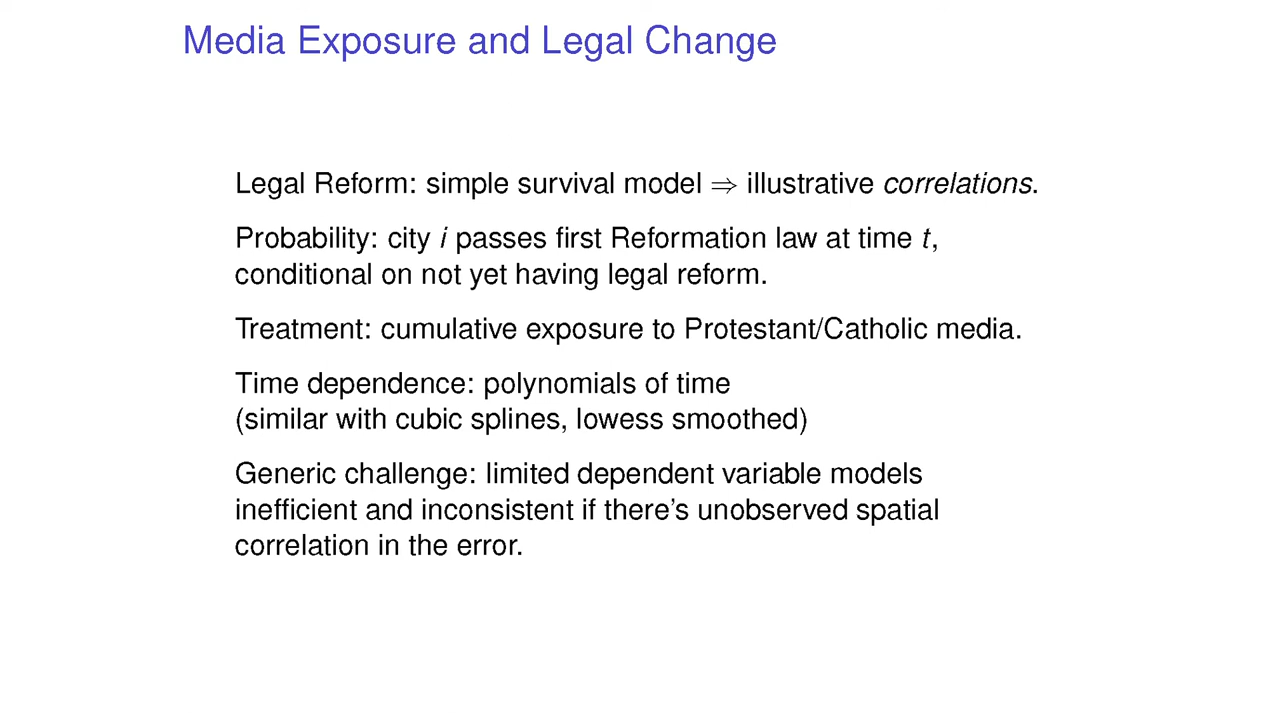 Media Exposure and Legal Change
Legal Reform: simple survival model ⇒ illustrative correlations.
Probability: city i passes first Reformation law at time t,
conditional on not yet having legal reform.
Treatment: cumulative exposure to Protestant/Catholic media.
Time dependence: polynomials of time
(similar with cubic splines, lowess smoothed)
Generic challenge: limited dependent variable models
inefficient and inconsistent if there's unobserved spatial
correlation in the error.